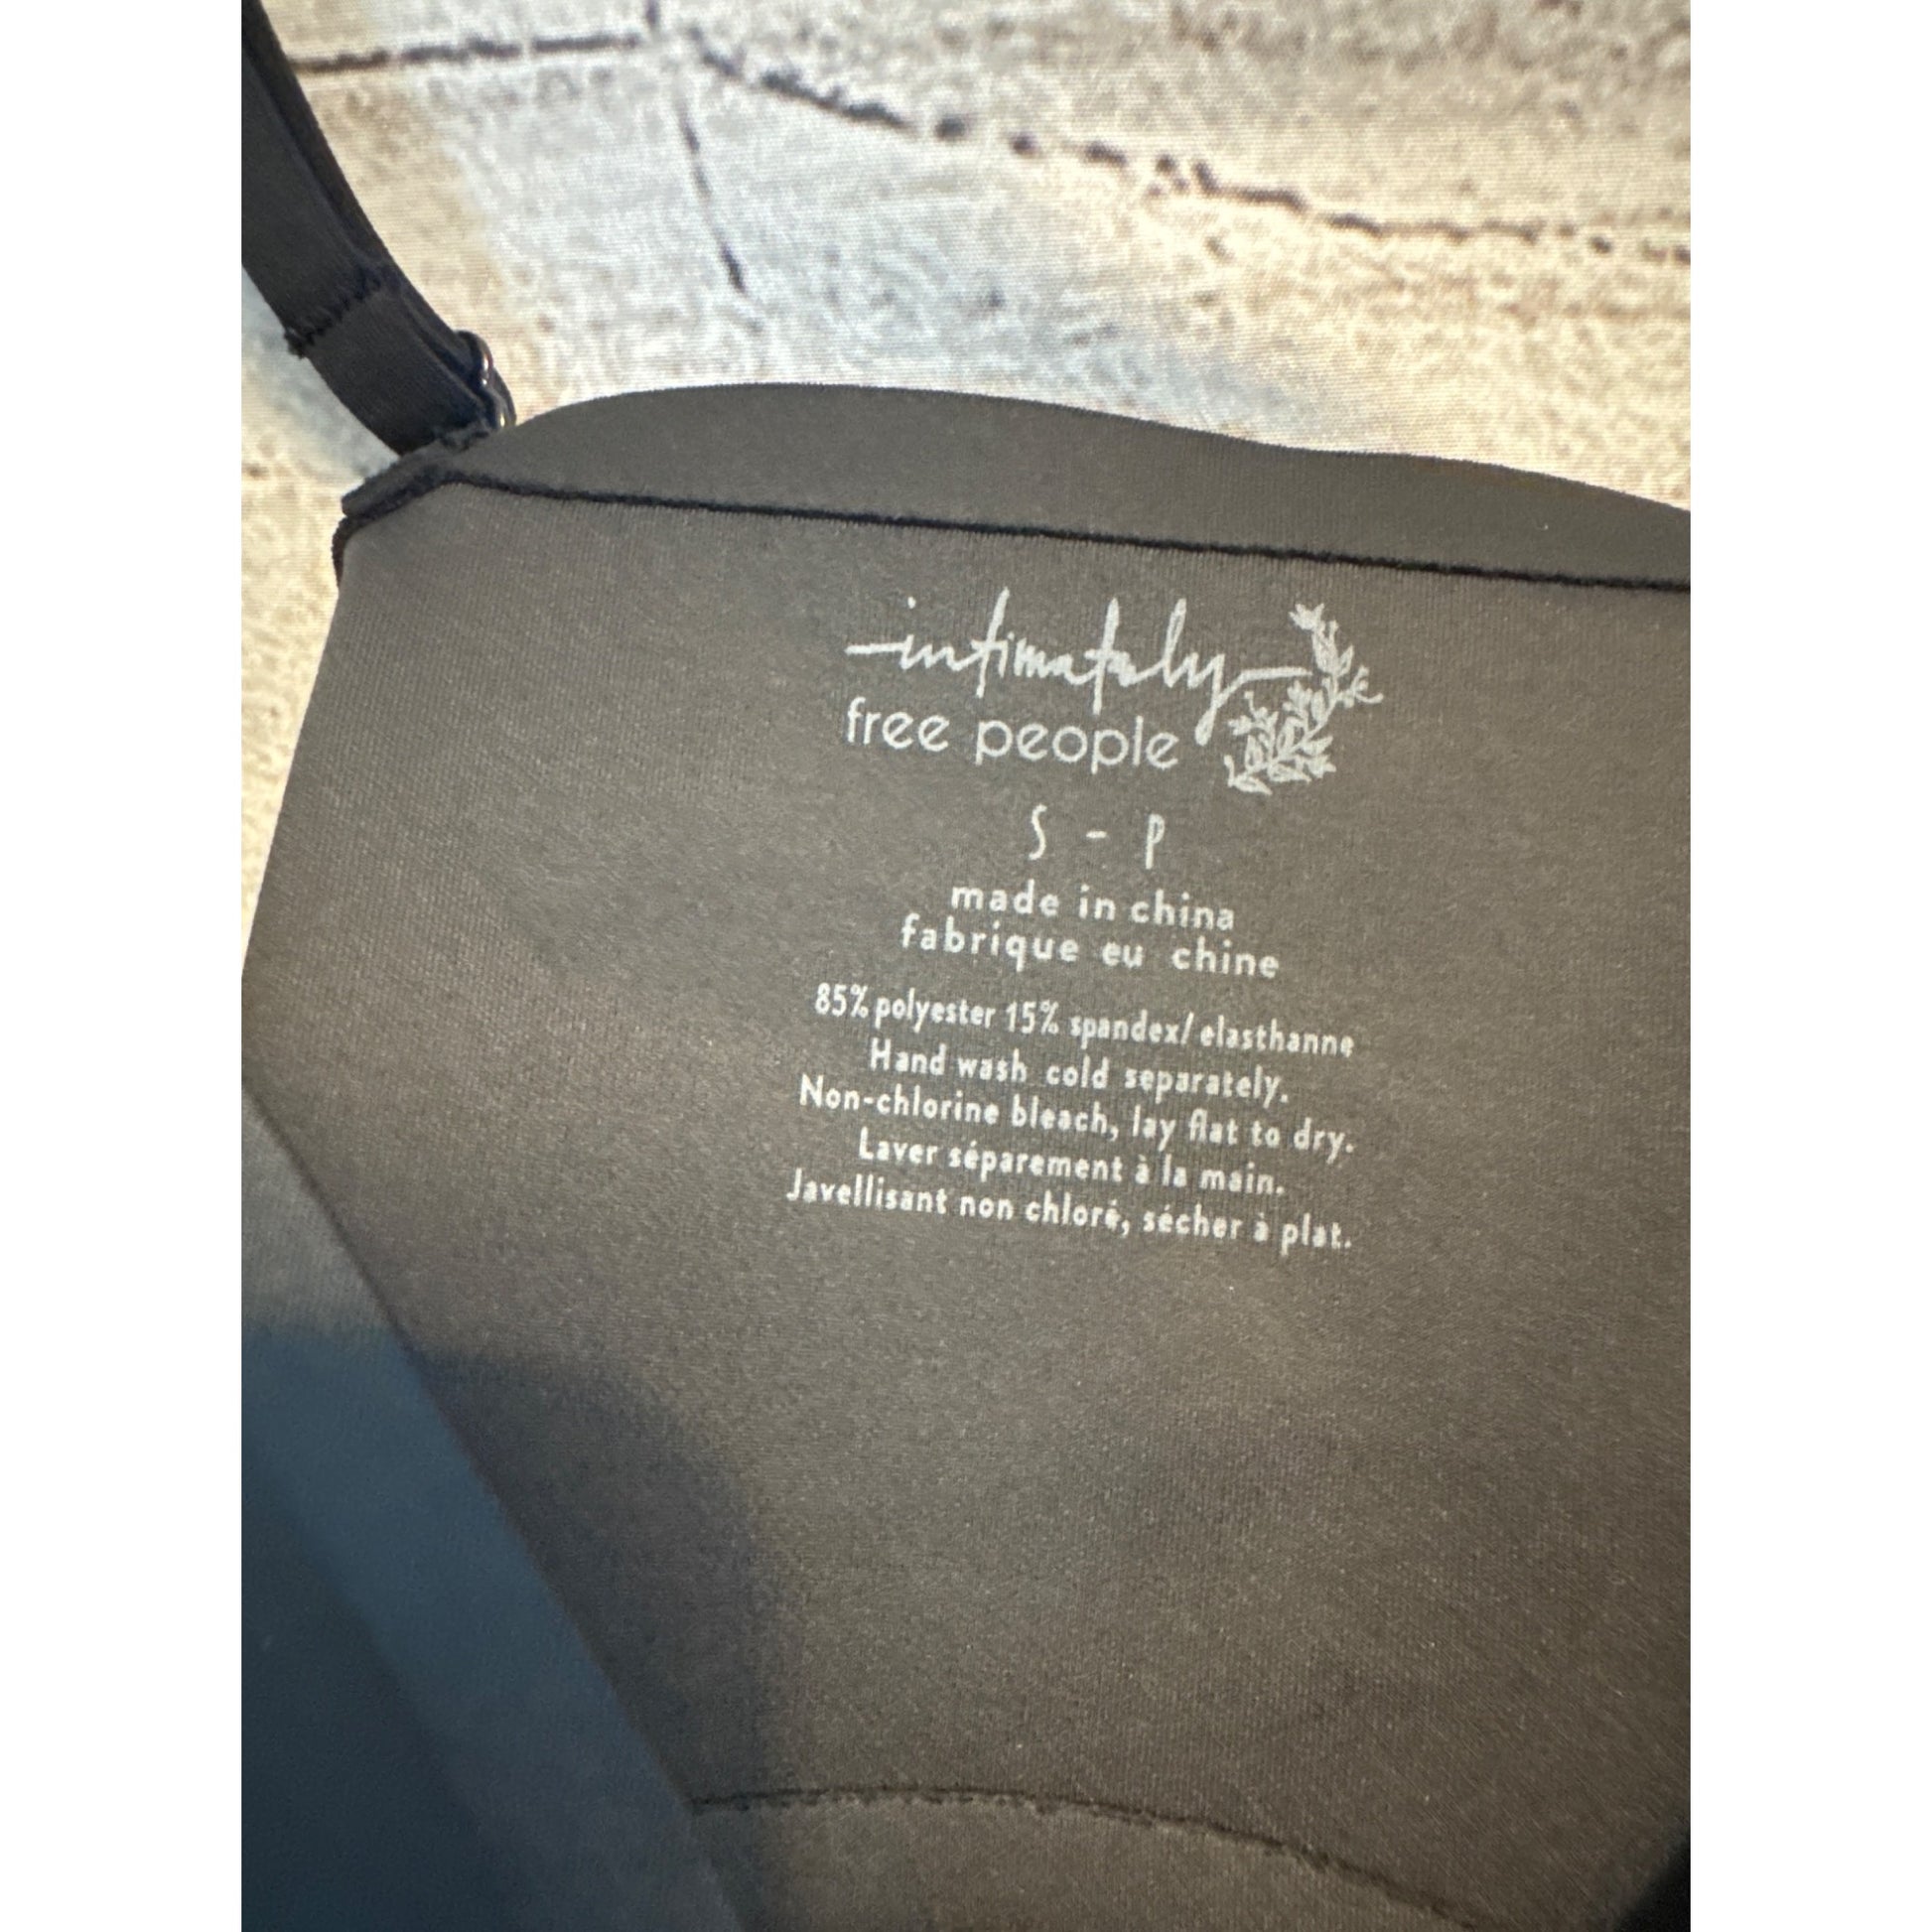 intimately
free people
S - P
made in china
fabrique eu chine
85% polyester 15% spandex/elasthanne
Hand wash cold separately.
Non-chlorine bleach, lay flat to dry.
Laver séparement à la main.
Javellisant non chloré, sécher à plat.